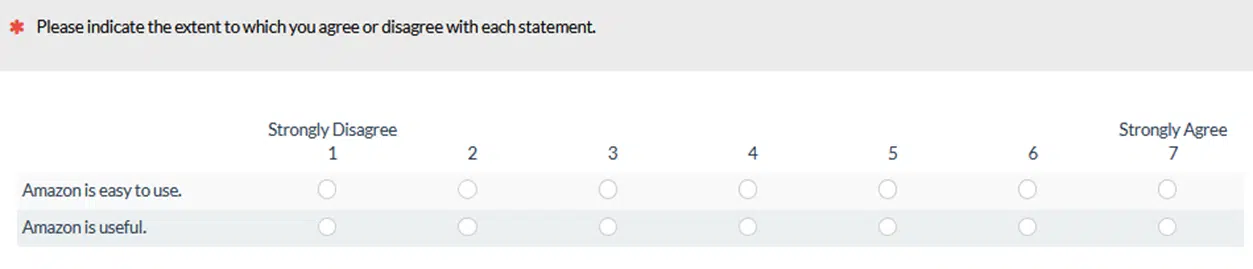 * Please indicate the extent to which you agree or disagree with each statement.
Strongly Disagree Strongly Agree
1 2 3 4 5 6 7
Amazon is easy to use.
Amazon is useful.